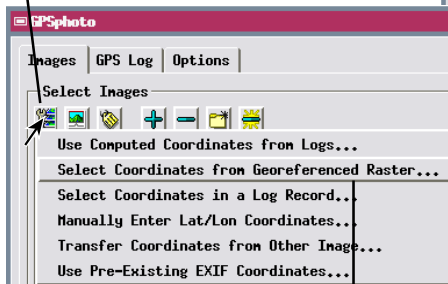 GPSphoto
Images GPS Log Options
Select Images
Use Computed Coordinates from Logs...
Select Coordinates from Georeferenced Raster...
Select Coordinates in a Log Record...
Manually Enter Lat/Lon Coordinates...
Transfer Coordinates from Other Image...
Use Pre-Existing EXIF Coordinates...